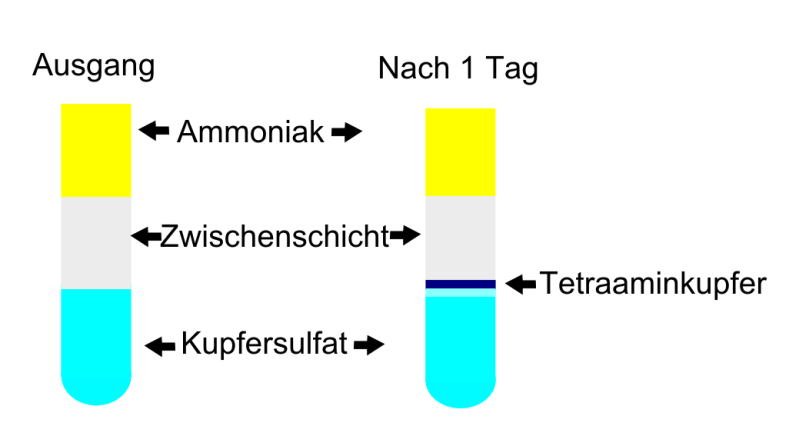 Ausgang
Nach 1 Tag
Ammoniak
Zwischenschicht
Tetraaminkupfer
Kupfersulfat